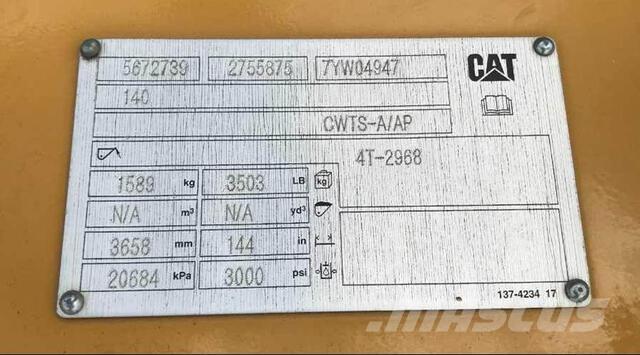 5672739 2755875 7YW04947 CAT
140
CWTS-A/AP
4T-2968
1589 kg 3503 LB kg
N/A m³ N/A yd³
3658 mm 144 in
20684 kPa 3000 psi
137-4234 17
MASCUS